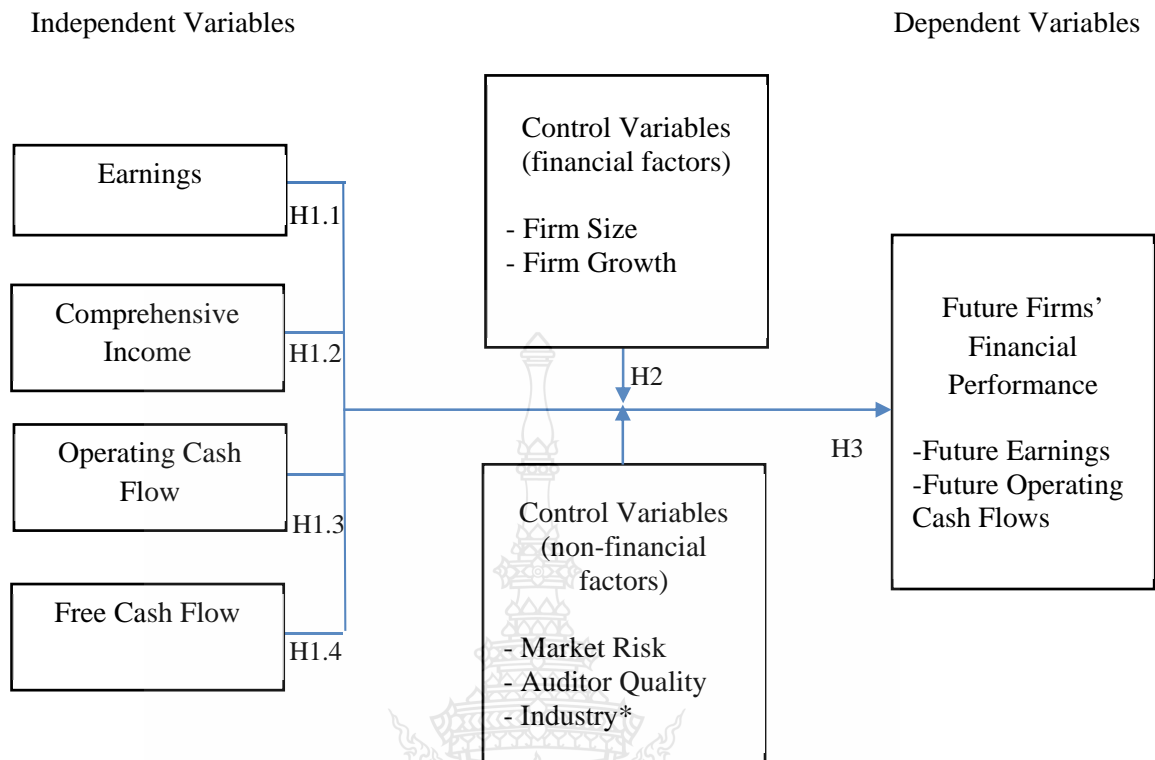 Independent Variables
Dependent Variables
Earnings
H1.1
Comprehensive
Income
H1.2
Operating Cash
Flow
H1.3
Free Cash Flow
H1.4
Control Variables
(financial factors)
- Firm Size
- Firm Growth
H2
Control Variables
(non-financial
factors)
- Market Risk
- Auditor Quality
- Industry*
H3
Future Firms’
Financial
Performance
-Future Earnings
-Future Operating
Cash Flows